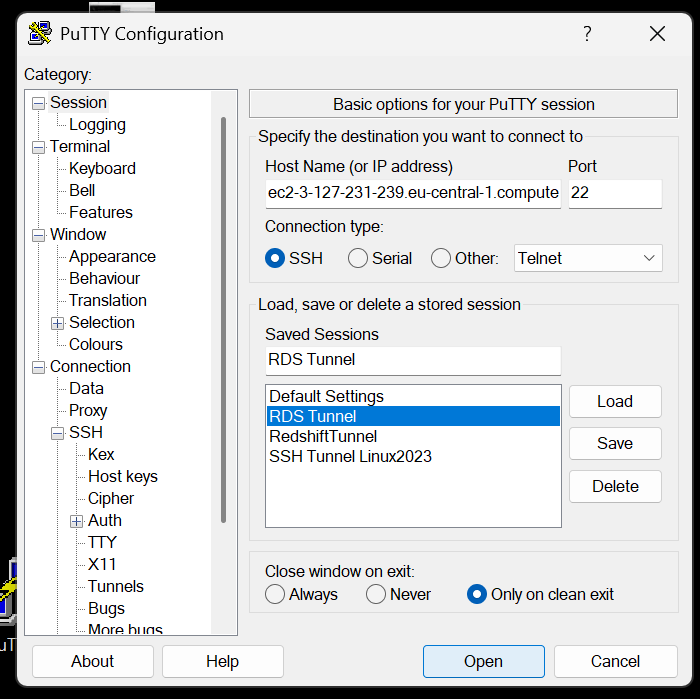 PuTTY Configuration
?
Category:
Session
Logging
Terminal
Keyboard
Bell
Features
Window
Appearance
Behaviour
Translation
Selection
Colours
Connection
Data
Proxy
SSH
Kex
Host keys
Cipher
Auth
TTY
X11
Tunnels
Bugs
More bugs
Basic options for your PuTTY session
Specify the destination you want to connect to
Host Name (or IP address) Port
ec2-3-127-231-239.eu-central-1.compute 22
Connection type:
SSH Serial Other: Telnet
Load, save or delete a stored session
Saved Sessions
RDS Tunnel
Default Settings
RDS Tunnel
RedshiftTunnel
SSH Tunnel Linux2023
Load
Save
Delete
Close window on exit:
Always Never Only on clean exit
About Help Open Cancel